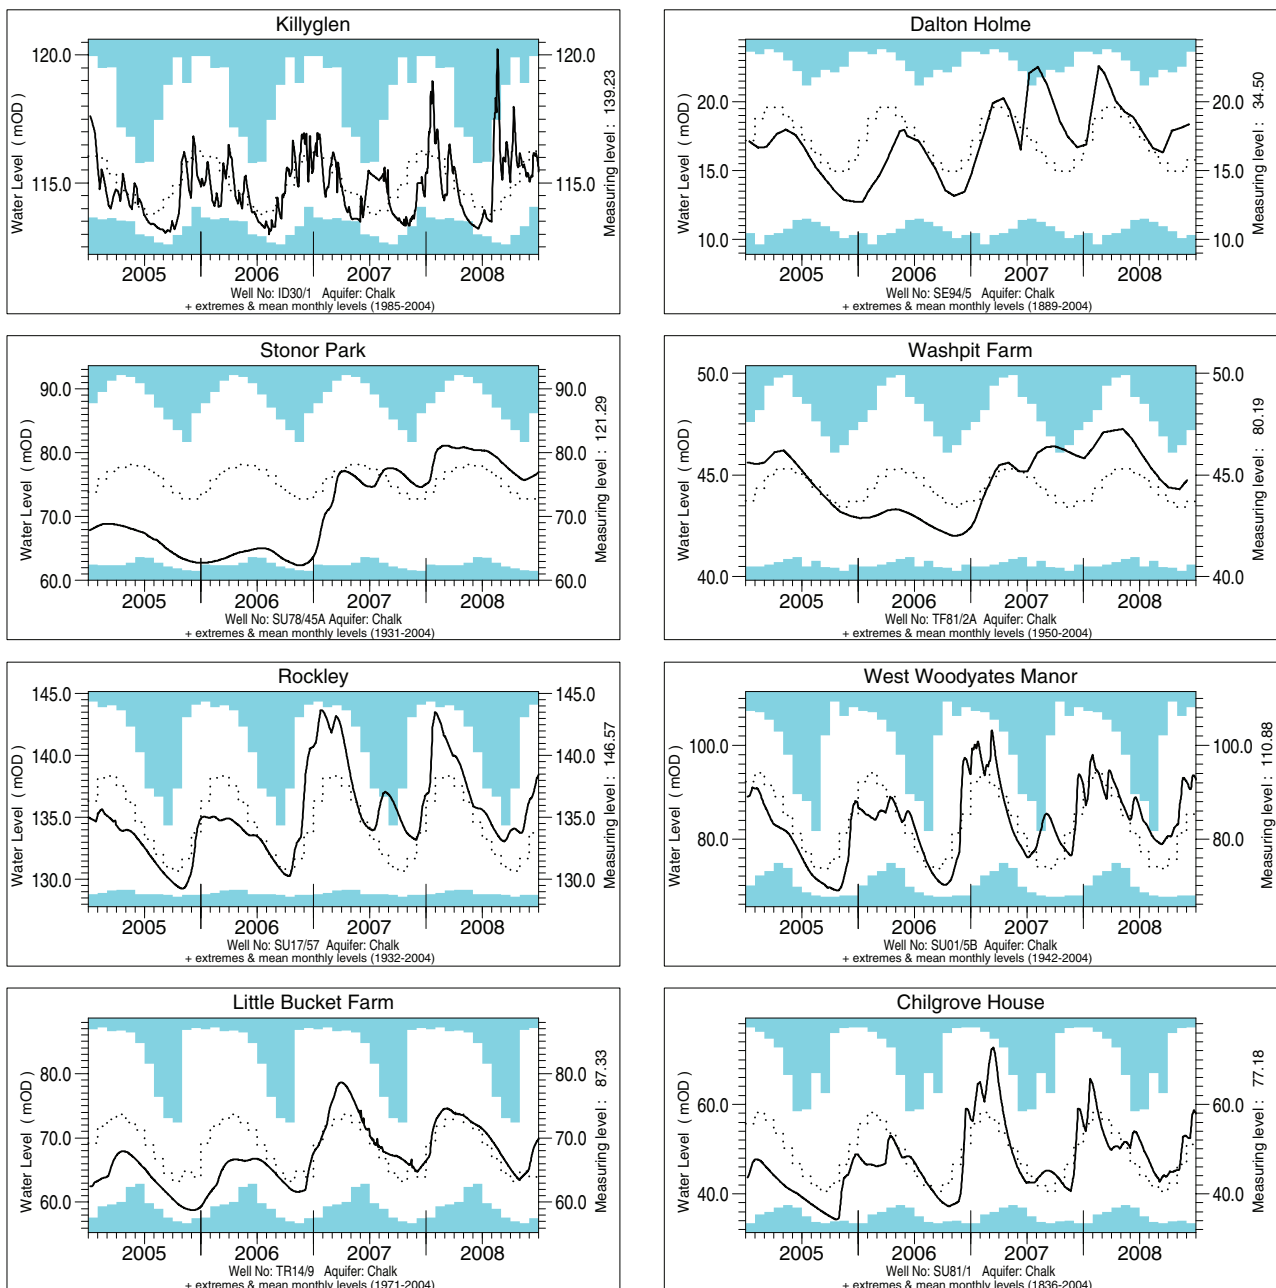 Killyglen
120.0
120.0
115.0
115.0
Water Level ( mOD )
Measuring level : 139.23
2005 2006 2007 2008
Well No: ID30/1 Aquifer: Chalk
+ extremes & mean monthly levels (1985-2004)
Dalton Holme
20.0
20.0
15.0
15.0
10.0
10.0
Water Level ( mOD )
Measuring level : 34.50
2005 2006 2007 2008
Well No: SE94/5 Aquifer: Chalk
+ extremes & mean monthly levels (1889-2004)
Stonor Park
90.0
90.0
80.0
80.0
70.0
70.0
60.0
60.0
Water Level ( mOD )
Measuring level : 121.29
2005 2006 2007 2008
Well No: SU78/45A Aquifer: Chalk
+ extremes & mean monthly levels (1931-2004)
Washpit Farm
50.0
50.0
45.0
45.0
40.0
40.0
Water Level ( mOD )
Measuring level : 80.19
2005 2006 2007 2008
Well No: TF81/2A Aquifer: Chalk
+ extremes & mean monthly levels (1950-2004)
Rockley
145.0
145.0
140.0
140.0
135.0
135.0
130.0
130.0
Water Level ( mOD )
Measuring level : 146.57
2005 2006 2007 2008
Well No: SU17/57 Aquifer: Chalk
+ extremes & mean monthly levels (1932-2004)
West Woodyates Manor
100.0
100.0
80.0
80.0
Water Level ( mOD )
Measuring level : 110.88
2005 2006 2007 2008
Well No: SU01/5B Aquifer: Chalk
+ extremes & mean monthly levels (1942-2004)
Little Bucket Farm
80.0
80.0
70.0
70.0
60.0
60.0
Water Level ( mOD )
Measuring level : 87.33
2005 2006 2007 2008
Well No: TR14/9 Aquifer: Chalk
+ extremes & mean monthly levels (1971-2004)
Chilgrove House
60.0
60.0
40.0
40.0
Water Level ( mOD )
Measuring level : 77.18
2005 2006 2007 2008
Well No: SU81/1 Aquifer: Chalk
+ extremes & mean monthly levels (1836-2004)